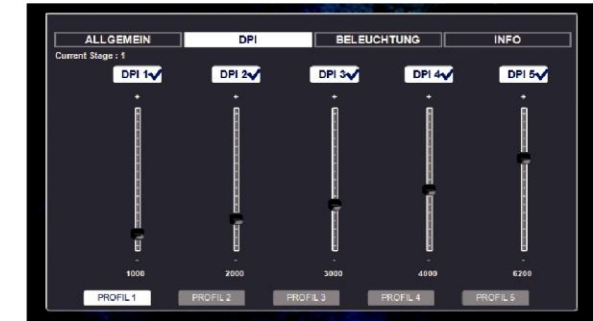 ALLGEMEIN DPI BELEUCHTUNG INFO
Current Stage : 1
DPI 1 DPI 2 DPI 3 DPI 4 DPI 5
+ + + + +
- - - - -
1000 2000 3000 4000 6200
PROFIL 1 PROFIL 2 PROFIL 3 PROFIL 4 PROFIL 5